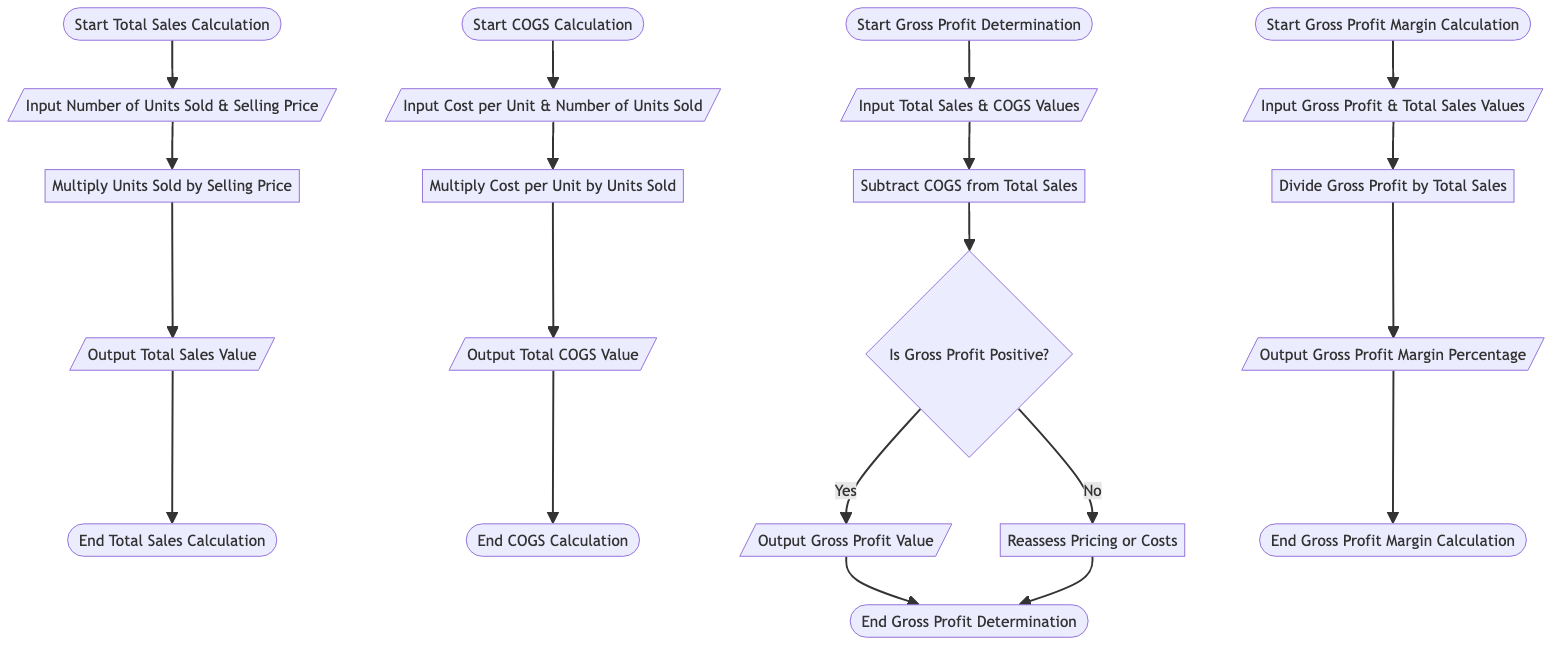 Start Total Sales Calculation
Input Number of Units Sold & Selling Price
Multiply Units Sold by Selling Price
Output Total Sales Value
End Total Sales Calculation
Start COGS Calculation
Input Cost per Unit & Number of Units Sold
Multiply Cost per Unit by Units Sold
Output Total COGS Value
End COGS Calculation
Start Gross Profit Determination
Input Total Sales & COGS Values
Subtract COGS from Total Sales
Is Gross Profit Positive?
Yes
No
Output Gross Profit Value
Reassess Pricing or Costs
End Gross Profit Determination
Start Gross Profit Margin Calculation
Input Gross Profit & Total Sales Values
Divide Gross Profit by Total Sales
Output Gross Profit Margin Percentage
End Gross Profit Margin Calculation